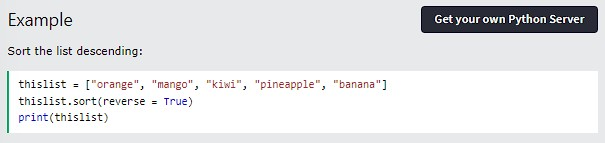 Example
Get your own Python Server
Sort the list descending:
thislist = ["orange", "mango", "kiwi", "pineapple", "banana"]
thislist.sort(reverse = True)
print(thislist)